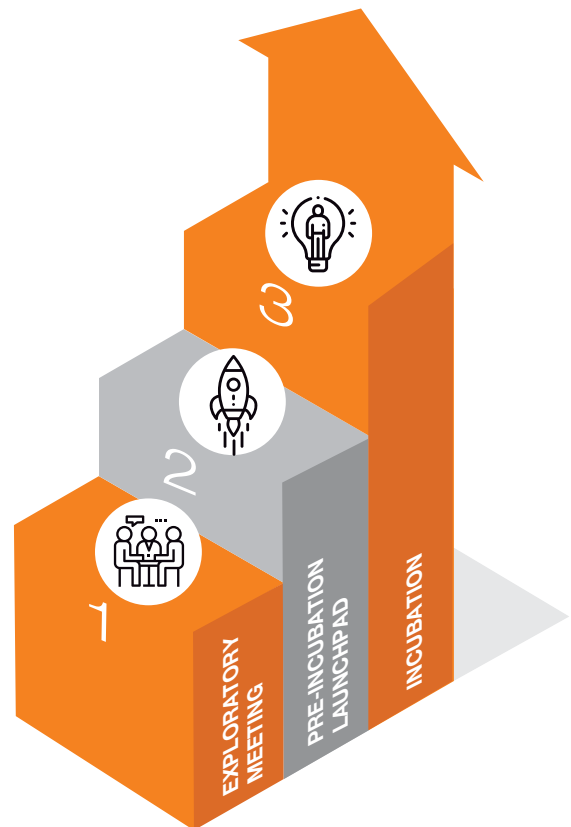 1
EXPLORATORY
MEETING
2
PRE-INCUBATION
LAUNCHPAD
3
INCUBATION